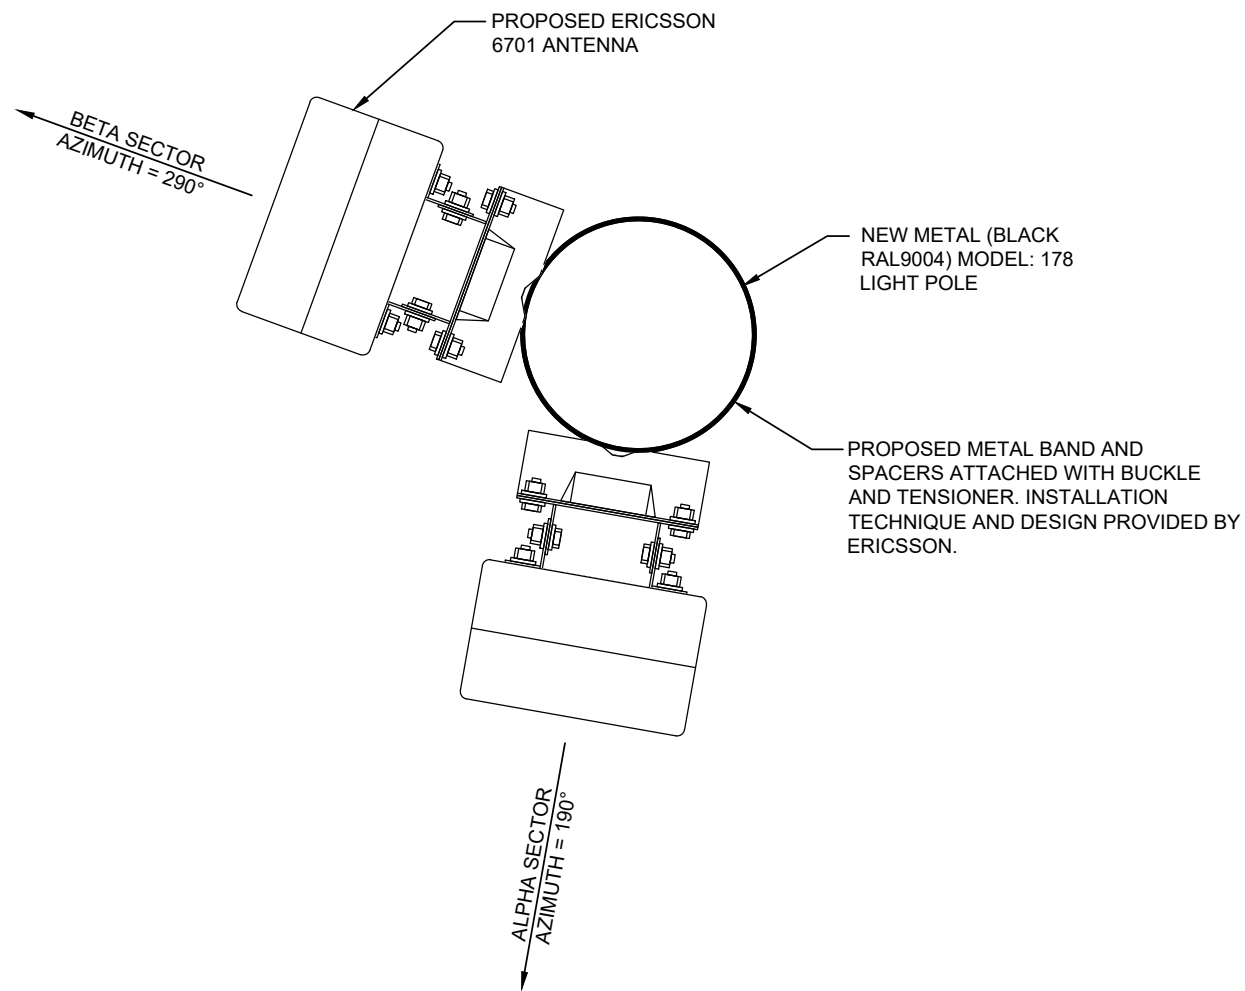 PROPOSED ERICSSON
6701 ANTENNA
BETA SECTOR
AZIMUTH = 290°
NEW METAL (BLACK
RAL9004) MODEL: 178
LIGHT POLE
PROPOSED METAL BAND AND
SPACERS ATTACHED WITH BUCKLE
AND TENSIONER. INSTALLATION
TECHNIQUE AND DESIGN PROVIDED BY
ERICSSON.
ALPHA SECTOR
AZIMUTH = 190°